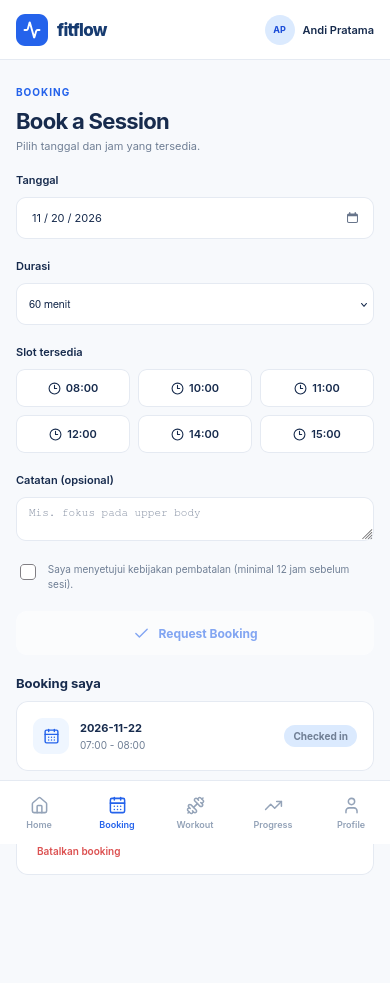 fitflow
AP
Andi Pratama
BOOKING
Book a Session
Pilih tanggal dan jam yang tersedia.
Tanggal
11 / 20 / 2026
Durasi
60 menit
Slot tersedia
08:00
10:00
11:00
12:00
14:00
15:00
Catatan (opsional)
Mis. fokus pada upper body
Saya menyetujui kebijakan pembatalan (minimal 12 jam sebelum
sesi).
Request Booking
Booking saya
2026-11-22
07:00 - 08:00
Checked in
Home
Booking
Workout
Progress
Profile
Batalkan booking